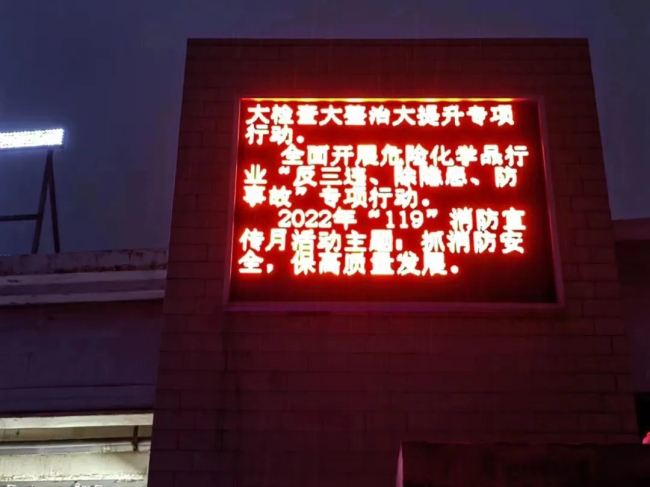 大检查大整治大提升专项
行动。
全面开展危险化学品行
业“反三违、除隐患、防
事故”专项行动。
2022年“119”消防宣
传月活动主题：抓消防安
全，保高质量发展。